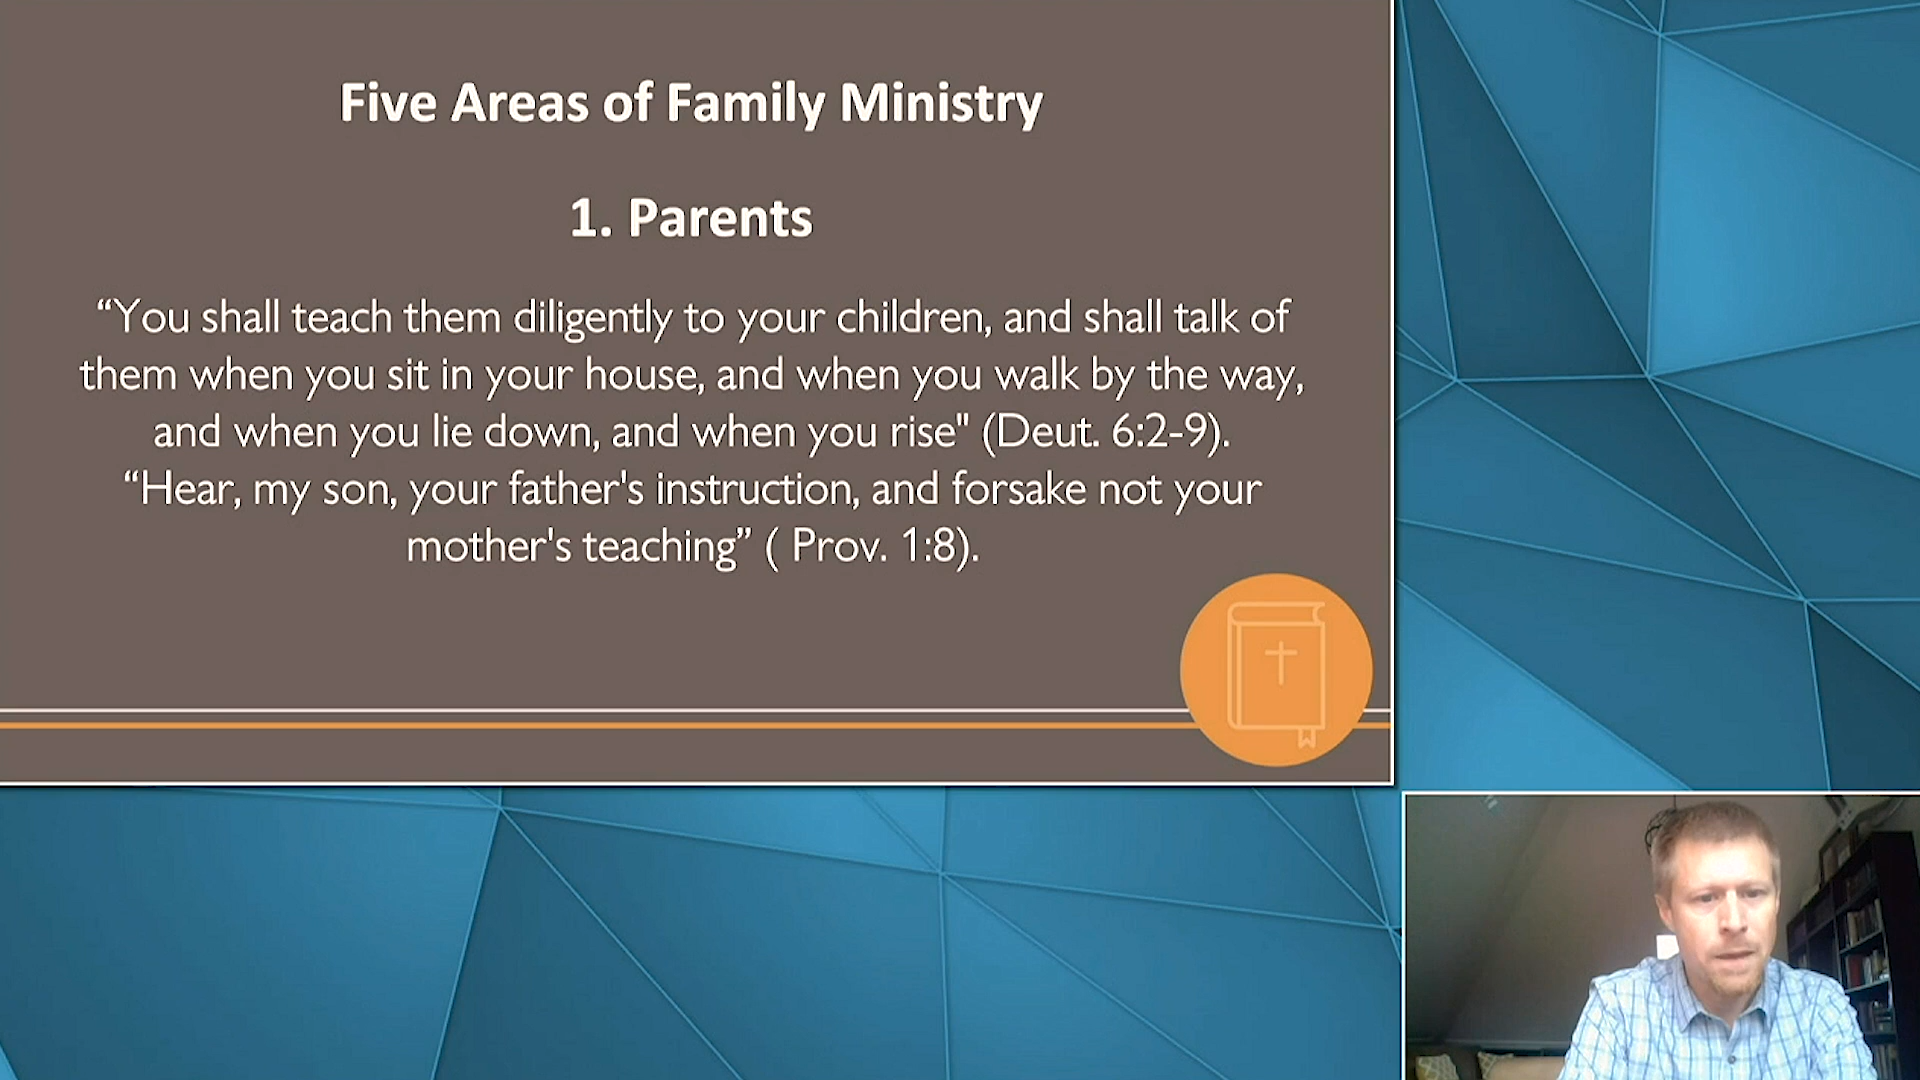 Five Areas of Family Ministry
1. Parents
“You shall teach them diligently to your children, and shall talk of
them when you sit in your house, and when you walk by the way,
and when you lie down, and when you rise" (Deut. 6:2-9).
“Hear, my son, your father's instruction, and forsake not your
mother's teaching” ( Prov. 1:8).